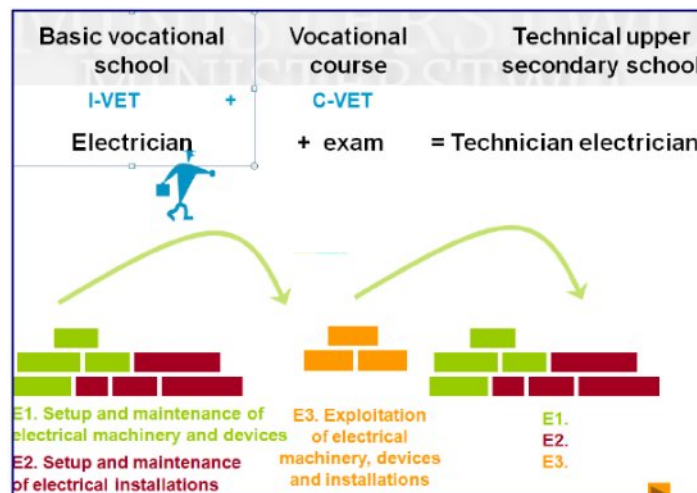 Basic vocational school
Vocational course
Technical upper secondary school
I-VET + C-VET
Electrician + exam = Technician electrician
E1. Setup and maintenance of
electrical machinery and devices
E2. Setup and maintenance
of electrical installations
E3. Exploitation
of electrical
machinery, devices
and installations
E1.
E2.
E3.